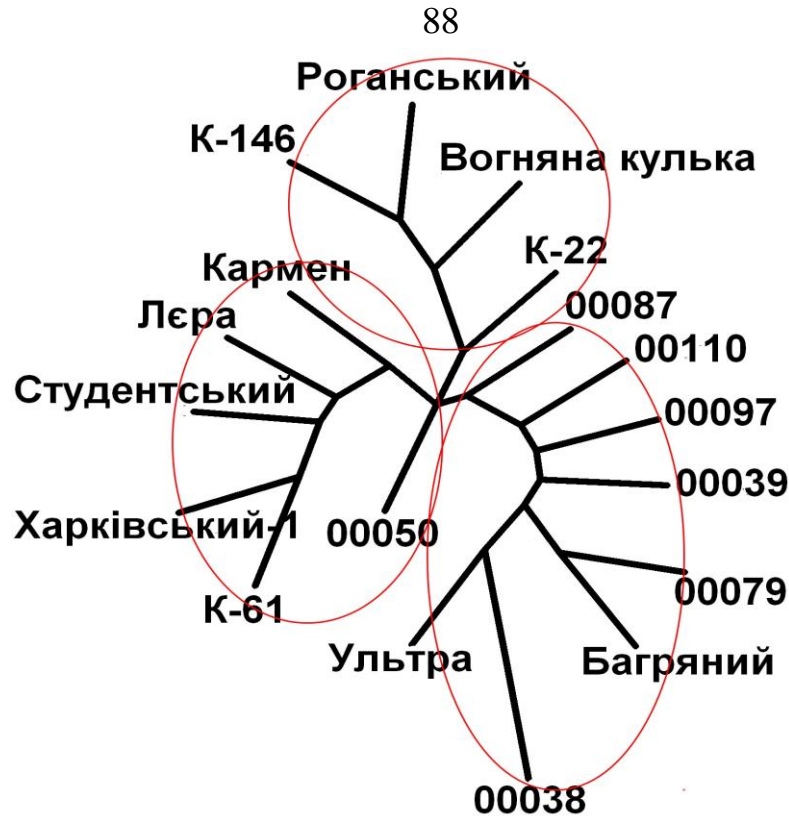 88
Роганський
К-146
Вогняна кулька
К-22
Кармен
00087
Лєра
00110
Студентський
00097
00039
Харківський-1
00050
00079
К-61
Ультра
Багряний
00038